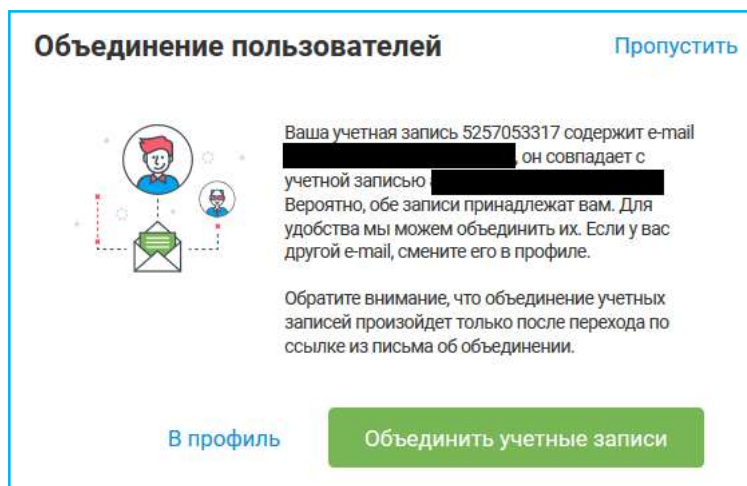 Объединение пользователей
Пропустить
Ваша учетная запись 5257053317 содержит e-mail
, он совпадает с
учетной записью
Вероятно, обе записи принадлежат вам. Для
удобства мы можем объединить их. Если у вас
другой e-mail, смените его в профиле.
Обратите внимание, что объединение учетных
записей произойдет только после перехода по
ссылке из письма об объединении.
В профиль
Объединить учетные записи